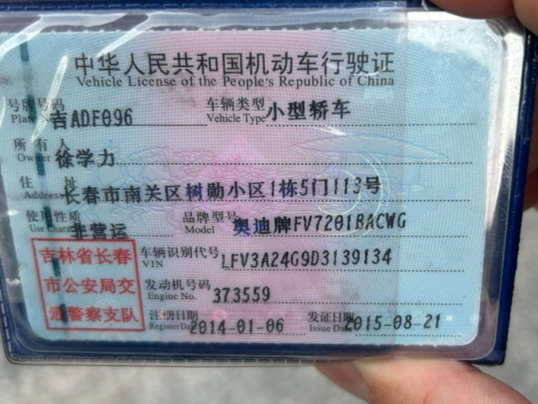 中华人民共和国机动车行驶证
Vehicle License of the People's Republic of China
号牌号码 吉ADF096 车辆类型 小型轿车
Plate No. Vehicle Type
所有人 徐学力
Owner
住址 长春市南关区树勋小区1栋5门113号
Address
使用性质 非营运 品牌型号 奥迪牌FV7201BACWG
Use Character Model
吉林省长春市公安局交通警察支队
车辆识别代号 LFV3A24G9D3139134
VIN
发动机号码 373559
Engine No.
注册日期 2014-01-06 发证日期 2015-08-21
Register Date Issue Date